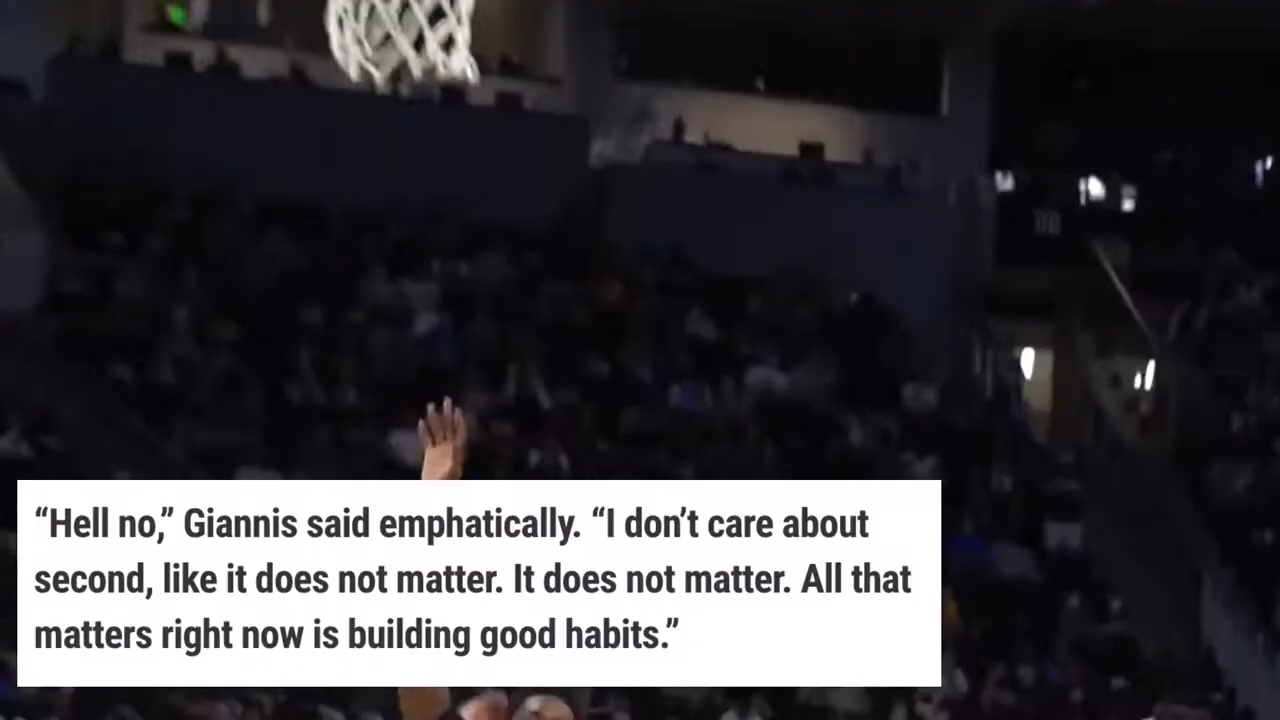 “Hell no,” Giannis said emphatically. “I don’t care about
second, like it does not matter. It does not matter. All that
matters right now is building good habits.”